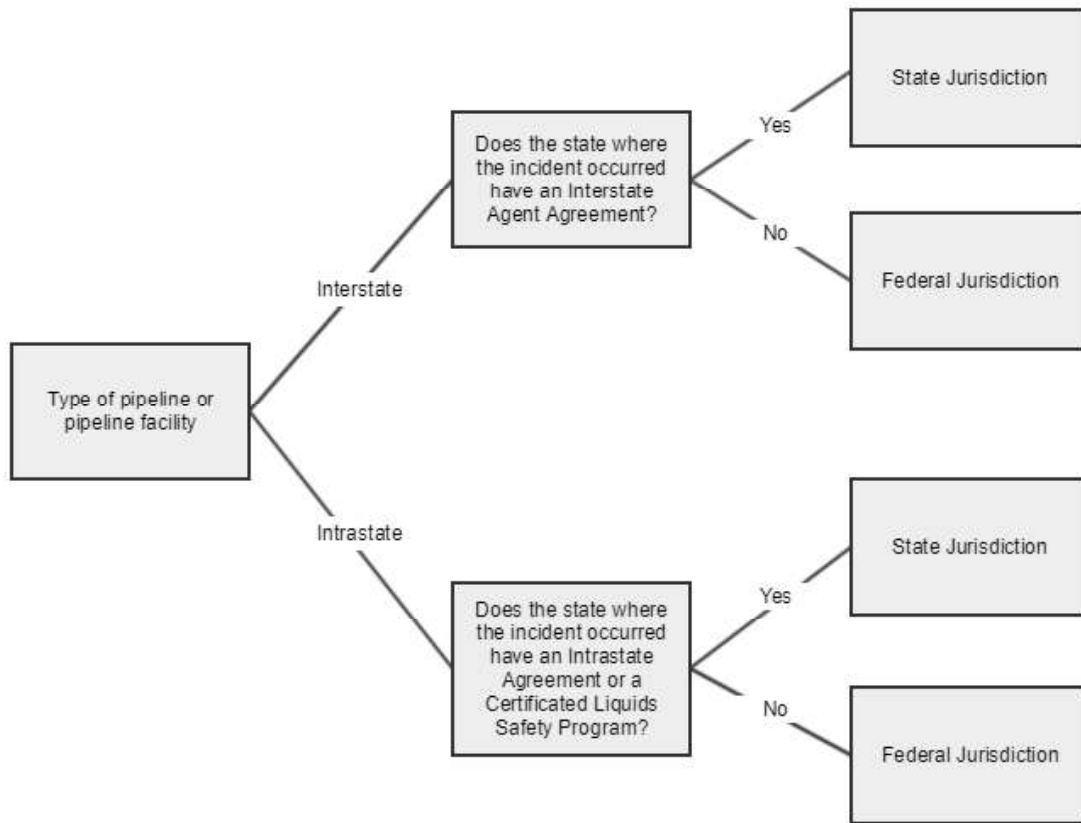 State Jurisdiction
Yes
Does the state where
the incident occurred
have an Interstate
Agent Agreement?
No
Federal Jurisdiction
Interstate
Type of pipeline or
pipeline facility
Intrastate
State Jurisdiction
Yes
Does the state where
the incident occurred
have an Intrastate
Agreement or a
Certificated Liquids
Safety Program?
No
Federal Jurisdiction